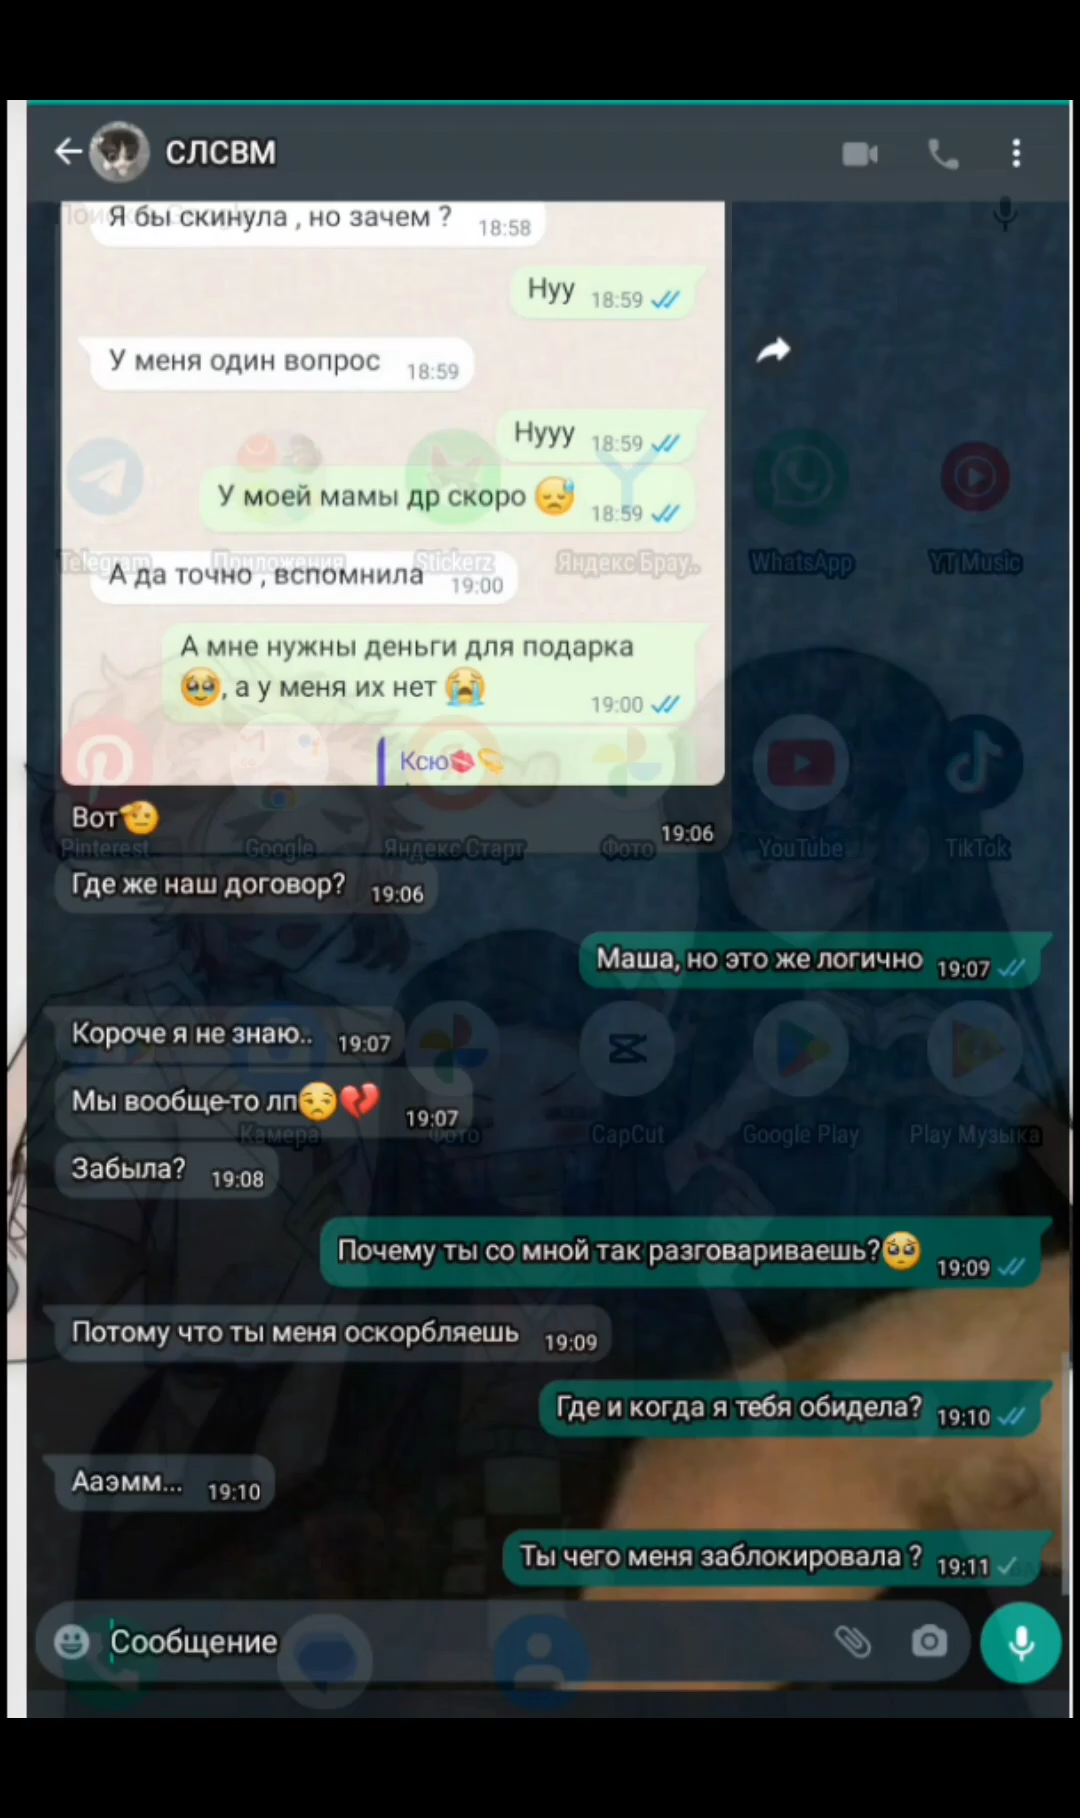 СЛСВМ
Поиск в Google
Я бы скинула , но зачем ? 18:58
Нуу 18:59
У меня один вопрос 18:59
Нууу 18:59
У моей мамы др скоро 😓 18:59
Telegram Приложения Stickerz Яндекс Брау.. WhatsApp YT Music
А да точно , вспомнила 19:00
А мне нужны деньги для подарка
🥺, а у меня их нет 😭 19:00
Ксю💋💫
Вот🫡 19:06
Pinterest Google Яндекс Старт Фото YouTube TikTok
Где же наш договор? 19:06
Маша, но это же логично 19:07
Короче я не знаю.. 19:07
Мы вообще-то лп😒💔 19:07
Камера Фото CapCut Google Play Play Музыка
Забыла? 19:08
Почему ты со мной так разговариваешь?🥺 19:09
Потому что ты меня оскорбляешь 19:09
Где и когда я тебя обидела? 19:10
Ааэмм... 19:10
Ты чего меня заблокировала ? 19:11
Сообщение